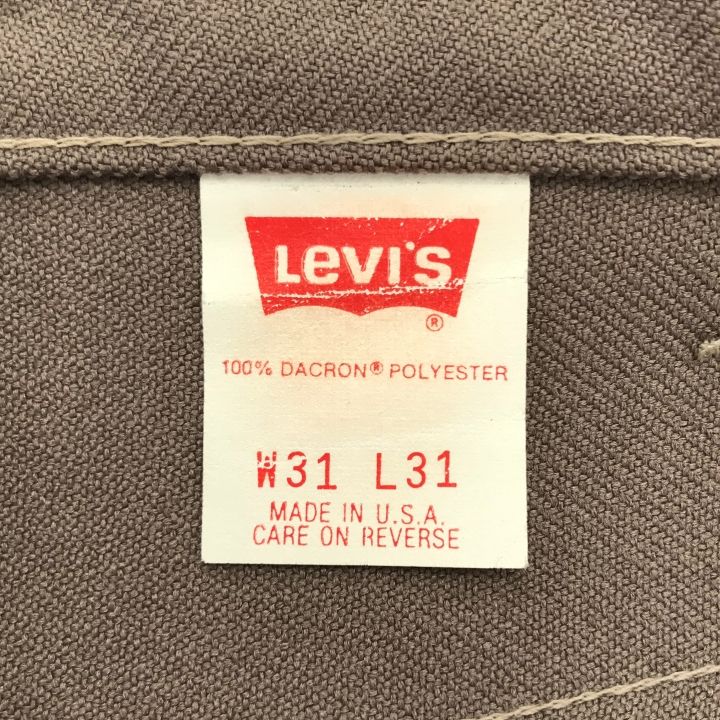 Levi's
®
100% DACRON® POLYESTER
W31 L31
MADE IN U.S.A.
CARE ON REVERSE